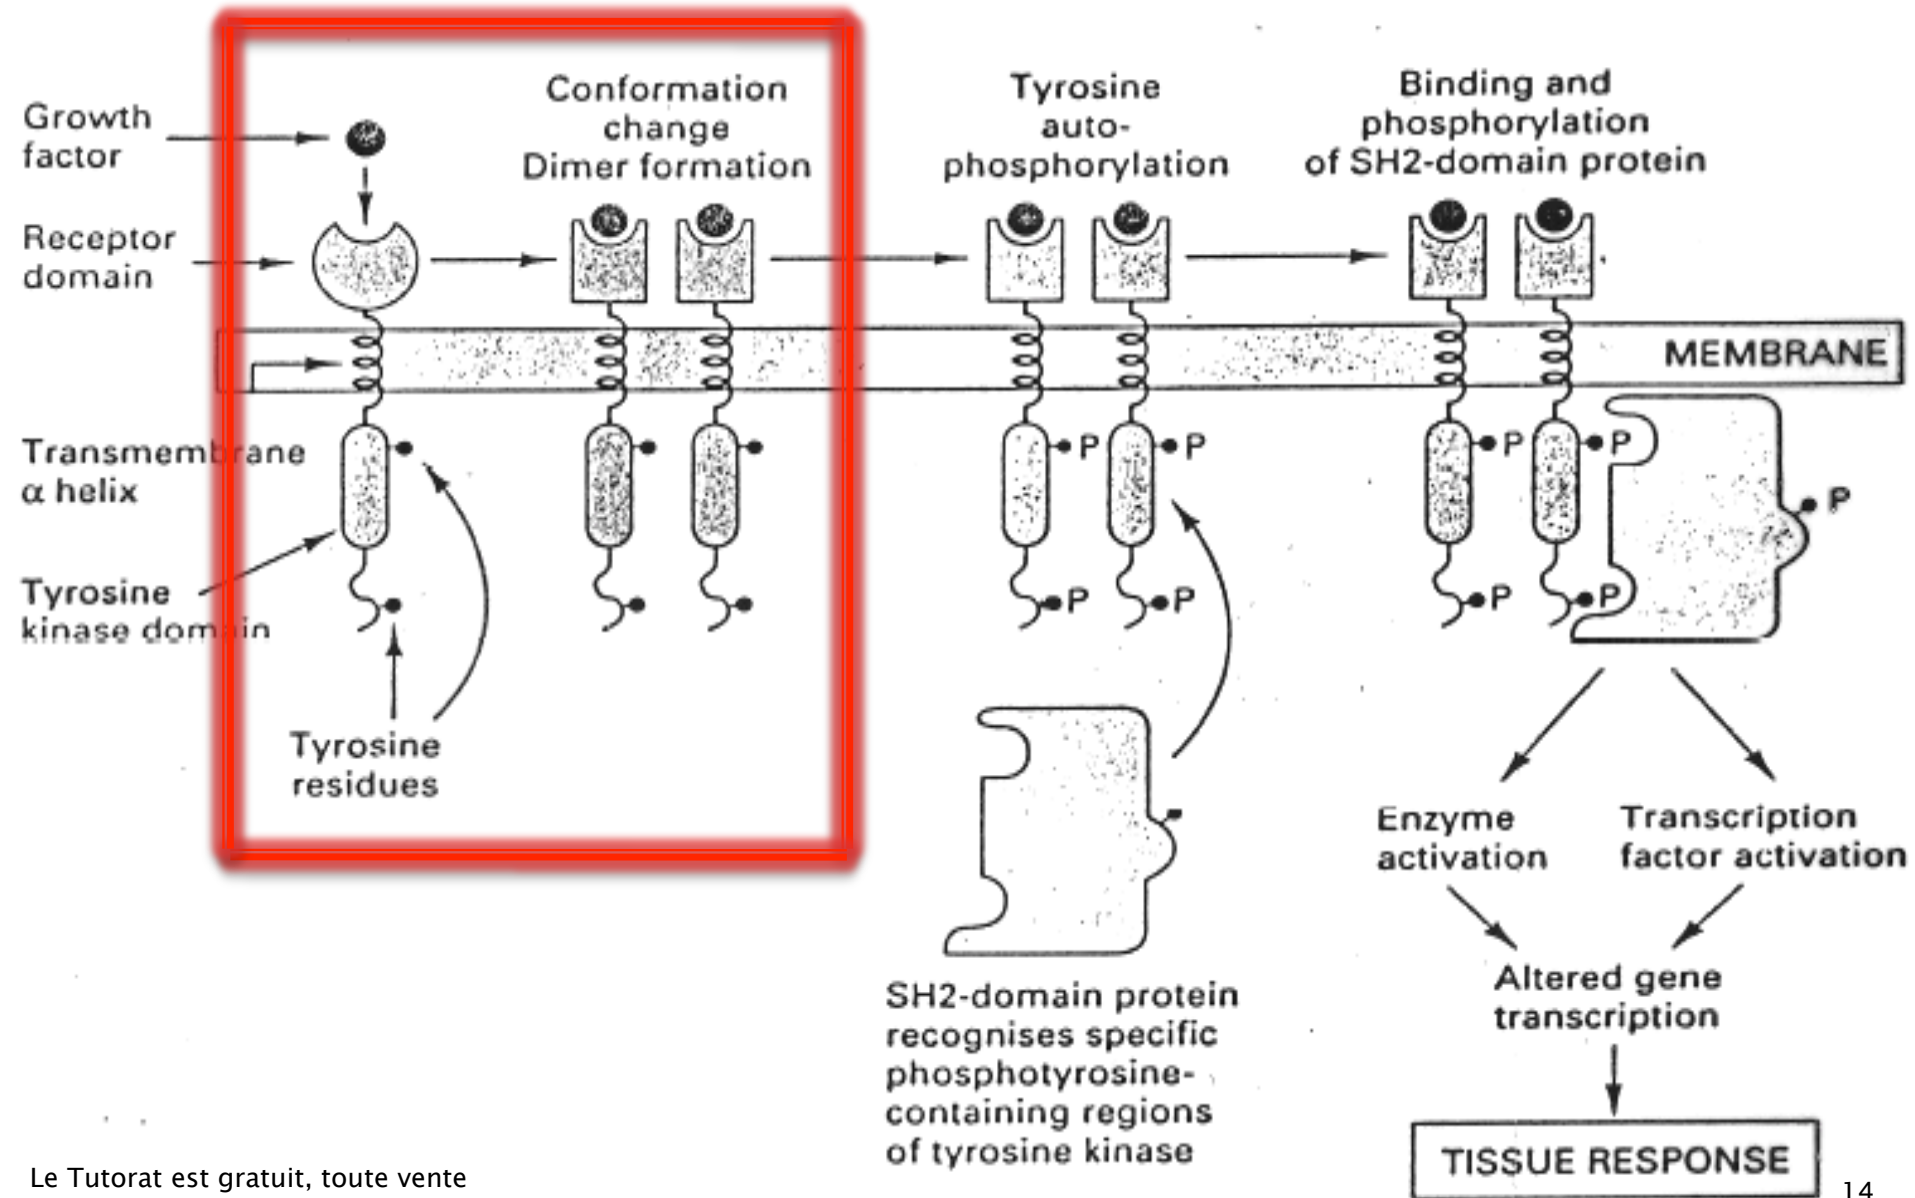 Growth
factor
Receptor
domain
Transmembrane
α helix
Tyrosine
kinase domain
Tyrosine
residues
Conformation
change
Dimer formation
Tyrosine
auto-
phosphorylation
Binding and
phosphorylation
of SH2-domain protein
MEMBRANE
P
P
P
P
P
P
P
P
P
SH2-domain protein
recognises specific
phosphotyrosine-
containing regions
of tyrosine kinase
Enzyme
activation
Transcription
factor activation
Altered gene
transcription
TISSUE RESPONSE
Le Tutorat est gratuit, toute vente
14